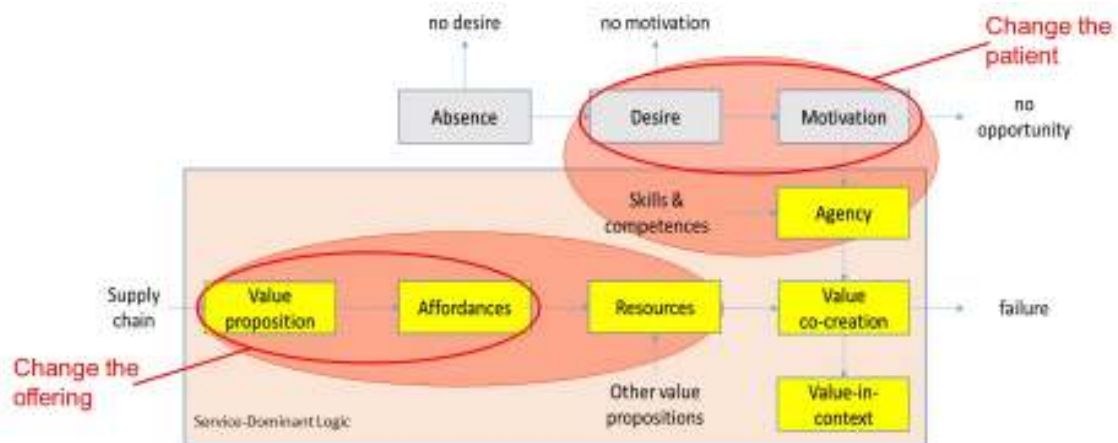 no desire
no motivation
Change the
patient
Absence
Desire
Motivation
no
opportunity
Skills &
competences
Agency
Supply
chain
Value
proposition
Affordances
Resources
Value
co-creation
failure
Change the
offering
Other value
propositions
Value-in-
context
Service-Dominant Logic